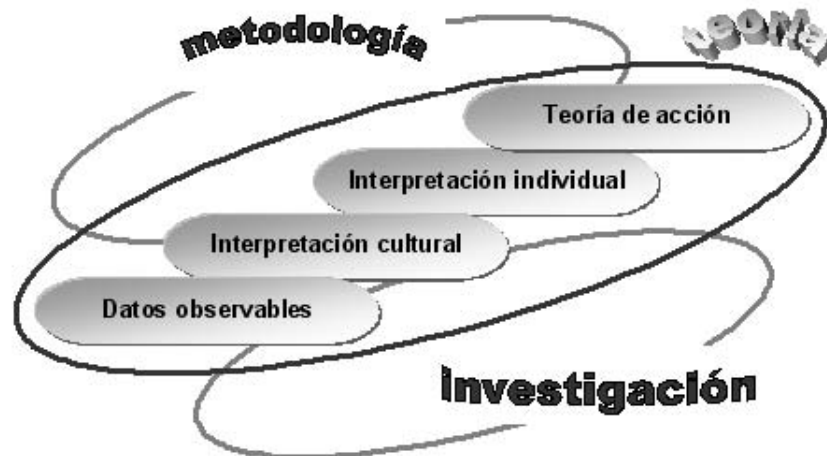 metodología
teoría
Teoría de acción
Interpretación individual
Interpretación cultural
Datos observables
investigación